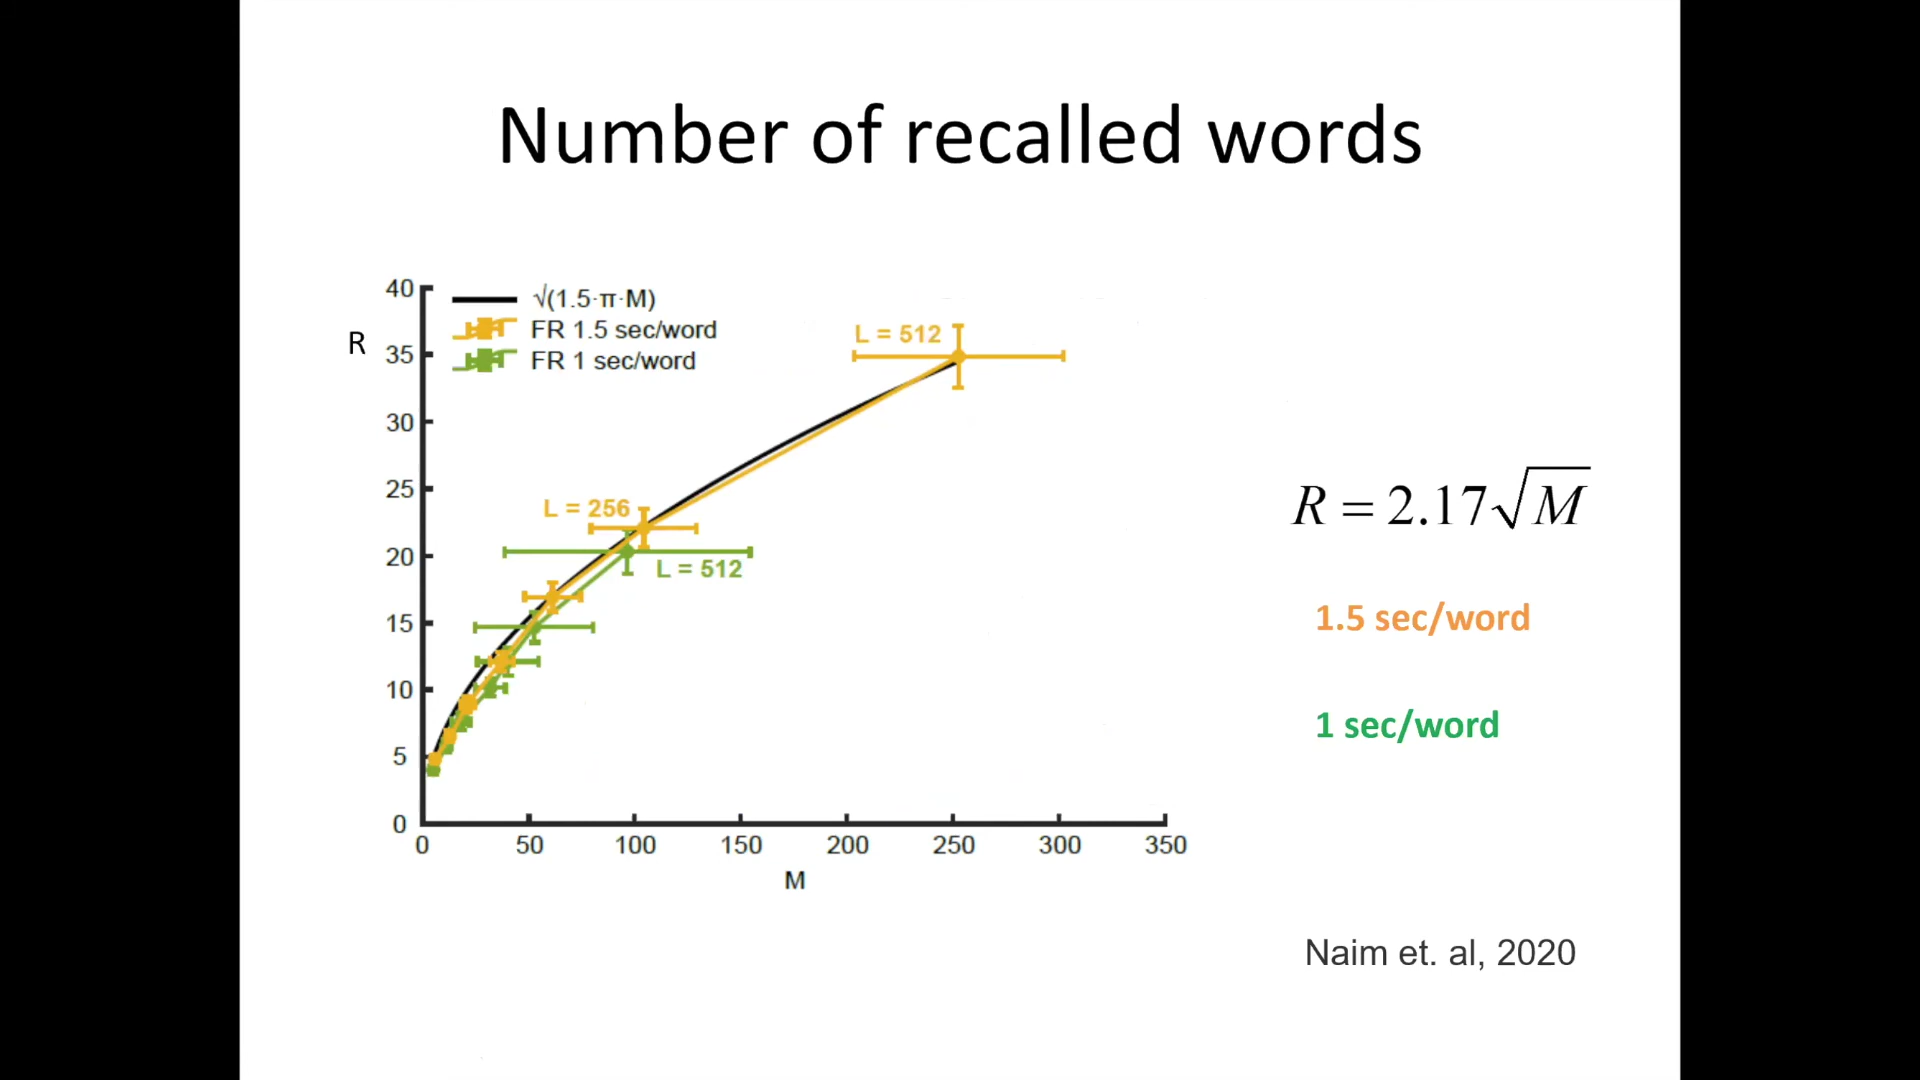 Number of recalled words
40
R
√(1.5·π·M)
FR 1.5 sec/word
FR 1 sec/word
35
30
25
20
15
10
5
0
L = 512
L = 256
L = 512
0 50 100 150 200 250 300 350
M
R = 2.17√M
1.5 sec/word
1 sec/word
Naim et. al, 2020